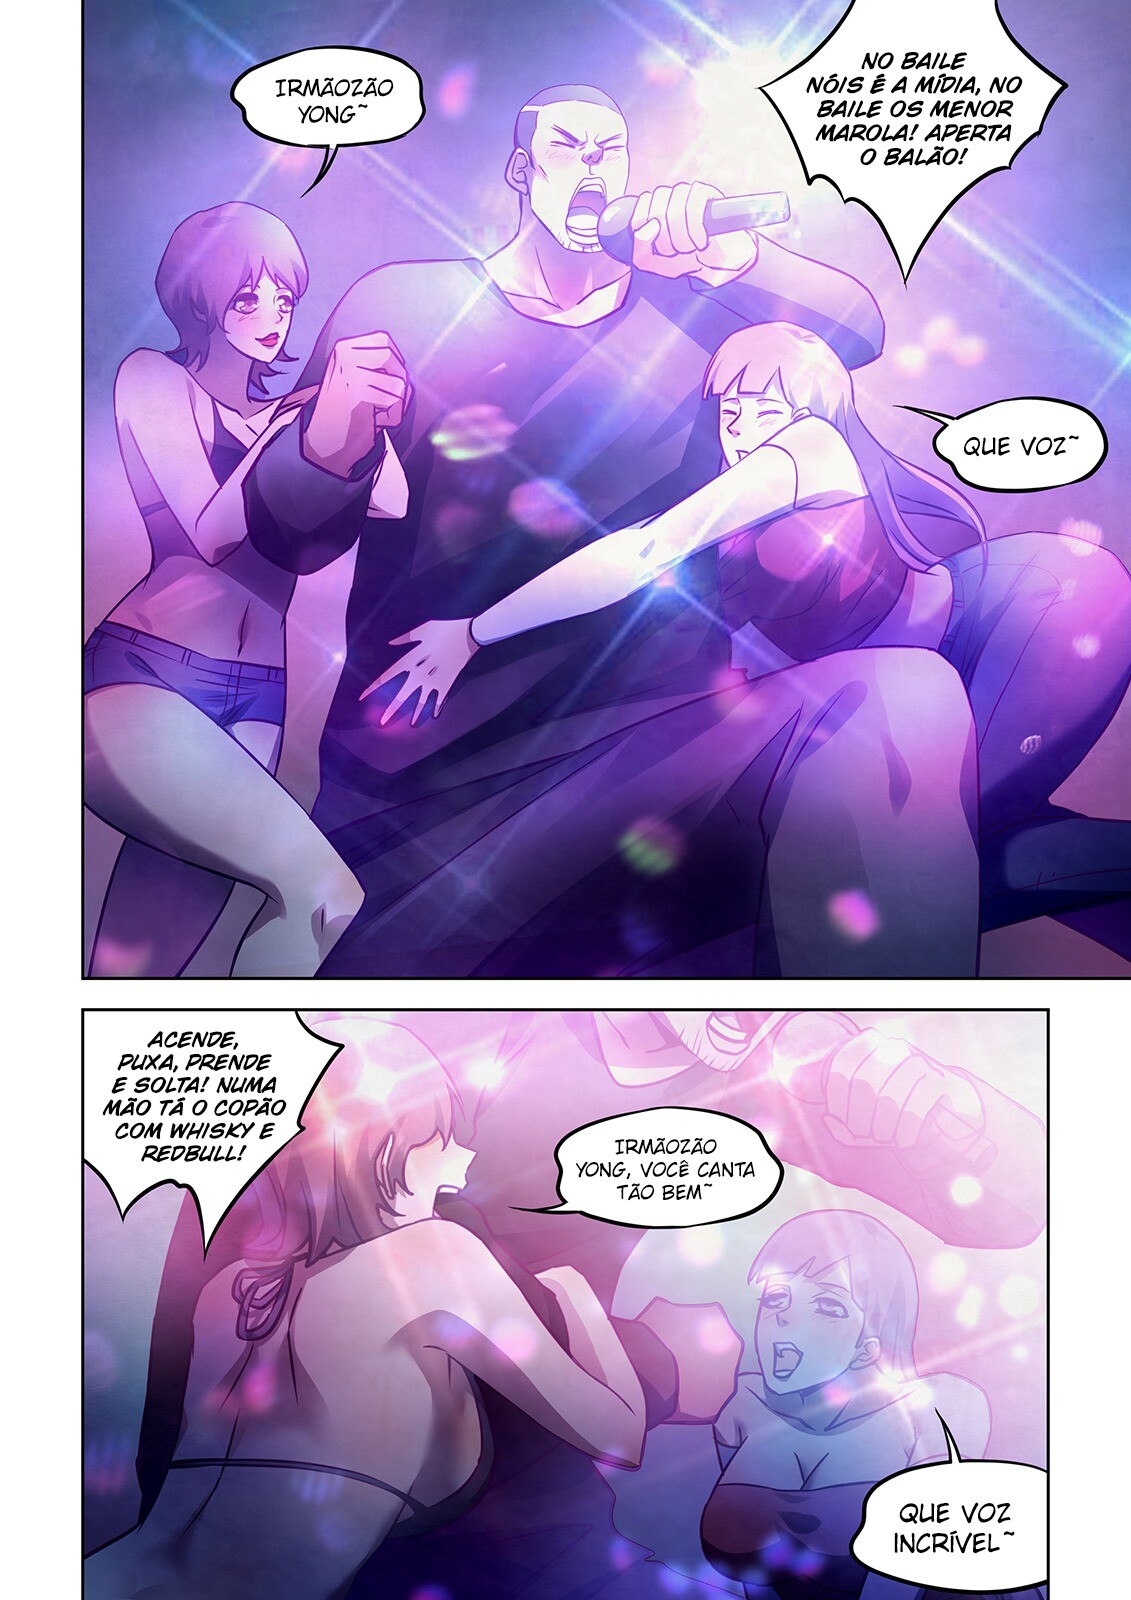 IRMÃOZÃO
YONG~
NO BAILE
NÓIS É A MÍDIA, NO
BAILE OS MENOR
MAROLA! APERTA
O BALÃO!
QUE VOZ~
ACENDE,
PUXA, PRENDE
E SOLTA! NUMA
MÃO TÁ O COPÃO
COM WHISKY E
REDBULL!
IRMÃOZÃO
YONG, VOCÊ CANTA
TÃO BEM~
QUE VOZ
INCRÍVEL~